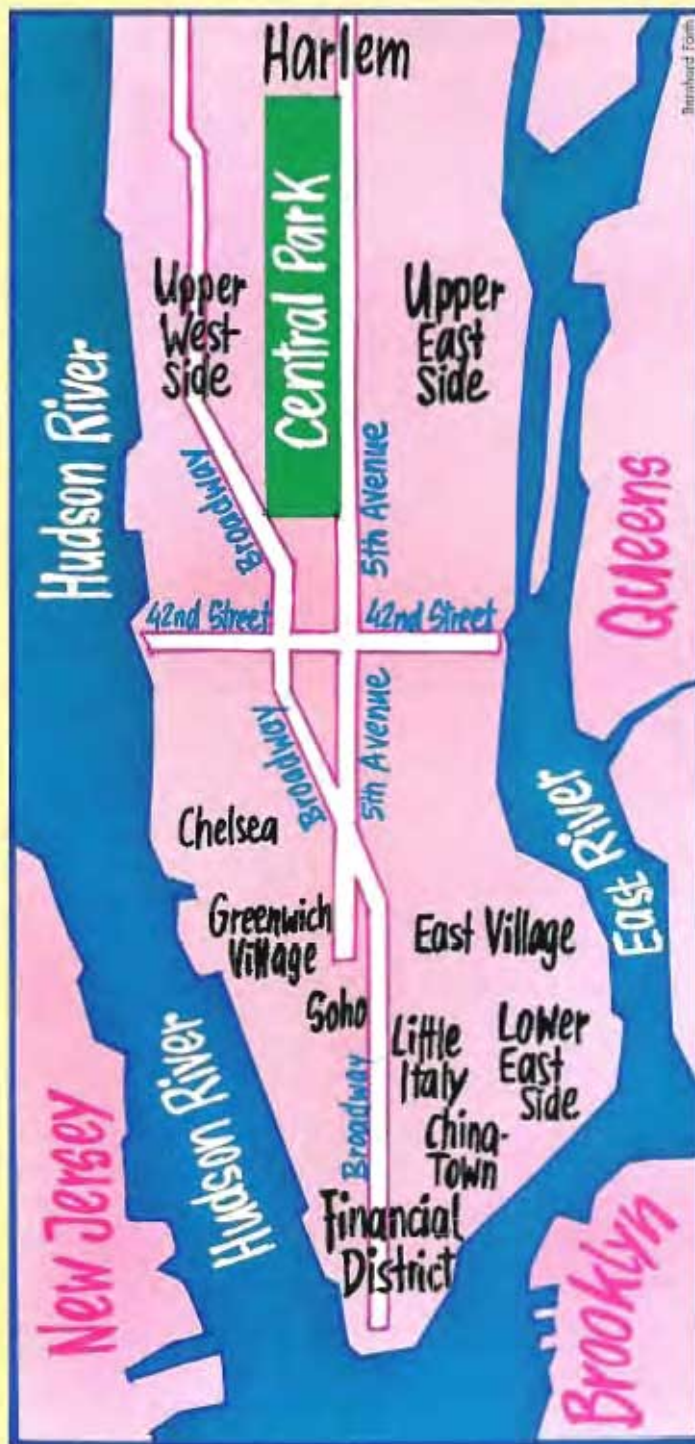 Bernhard Förth
Harlem
Central Park
Upper
West
Side
Upper
East
Side
Hudson River
Broadway
5th Avenue
Queens
42nd Street
42nd Street
Broadway
5th Avenue
East River
Chelsea
Greenwich
Village
East Village
Soho
Little
Italy
Lower
East
Side
Broadway
China-
Town
Hudson River
New Jersey
Financial
District
Brooklyn